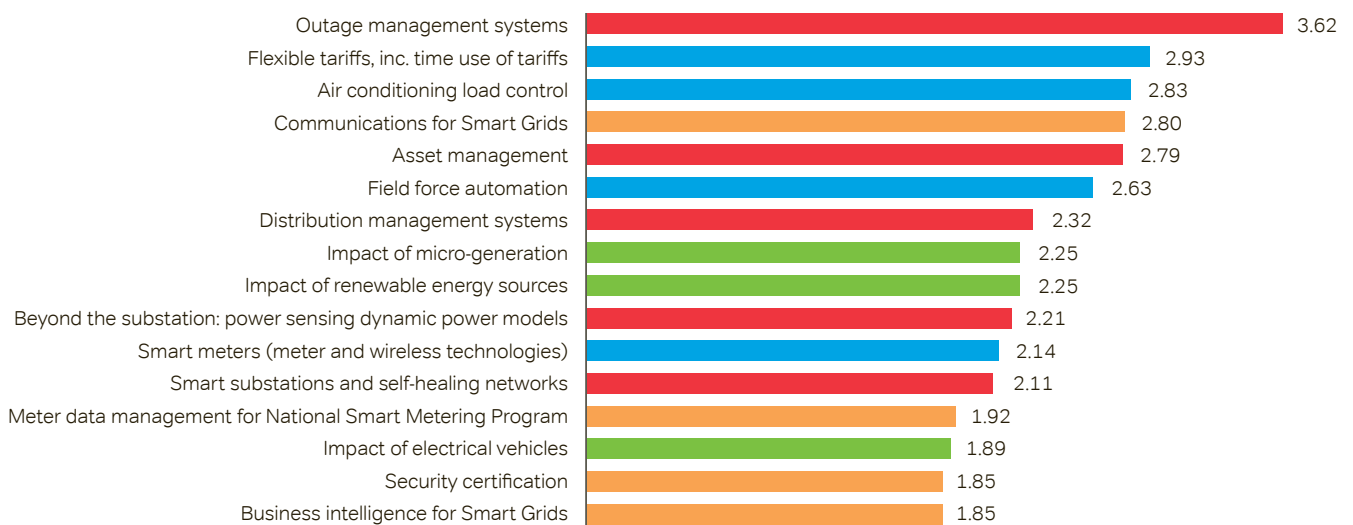 Outage management systems 3.62
Flexible tariffs, inc. time use of tariffs 2.93
Air conditioning load control 2.83
Communications for Smart Grids 2.80
Asset management 2.79
Field force automation 2.63
Distribution management systems 2.32
Impact of micro-generation 2.25
Impact of renewable energy sources 2.25
Beyond the substation: power sensing dynamic power models 2.21
Smart meters (meter and wireless technologies) 2.14
Smart substations and self-healing networks 2.11
Meter data management for National Smart Metering Program 1.92
Impact of electrical vehicles 1.89
Security certification 1.85
Business intelligence for Smart Grids 1.85